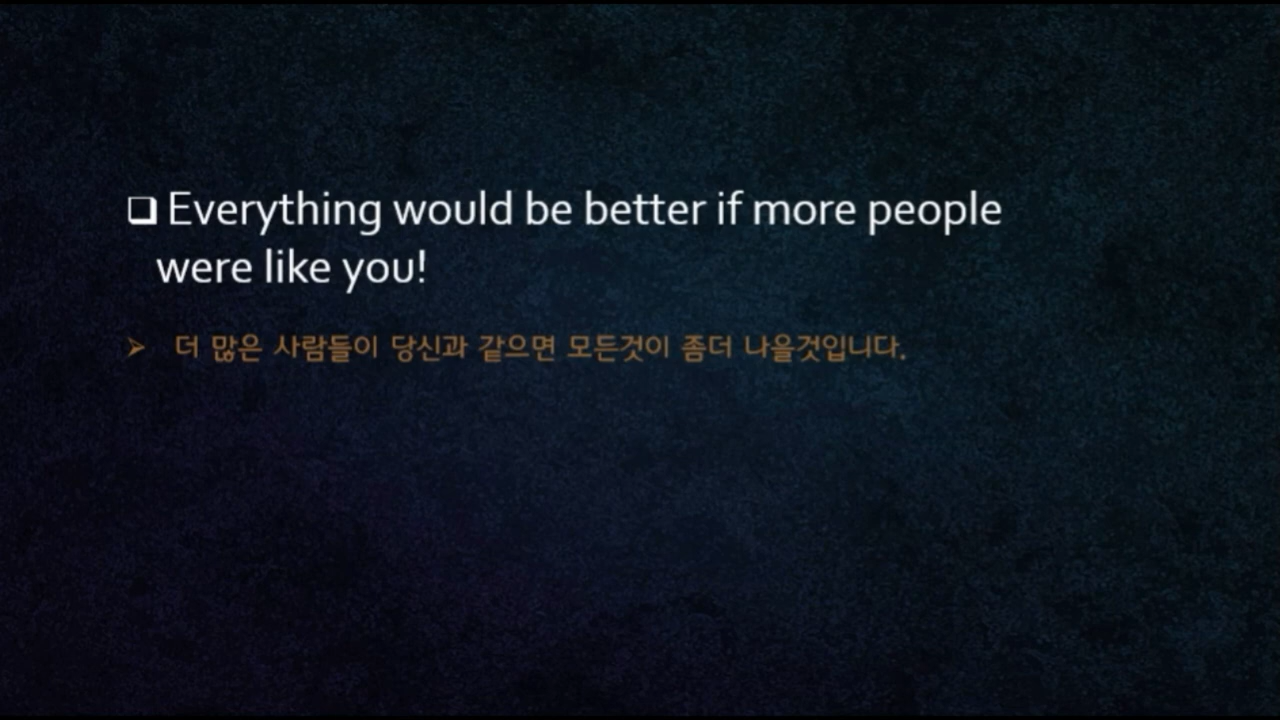 ❑ Everything would be better if more people
were like you!
➢ 더 많은 사람들이 당신과 같으면 모든것이 좀더 나을것입니다.